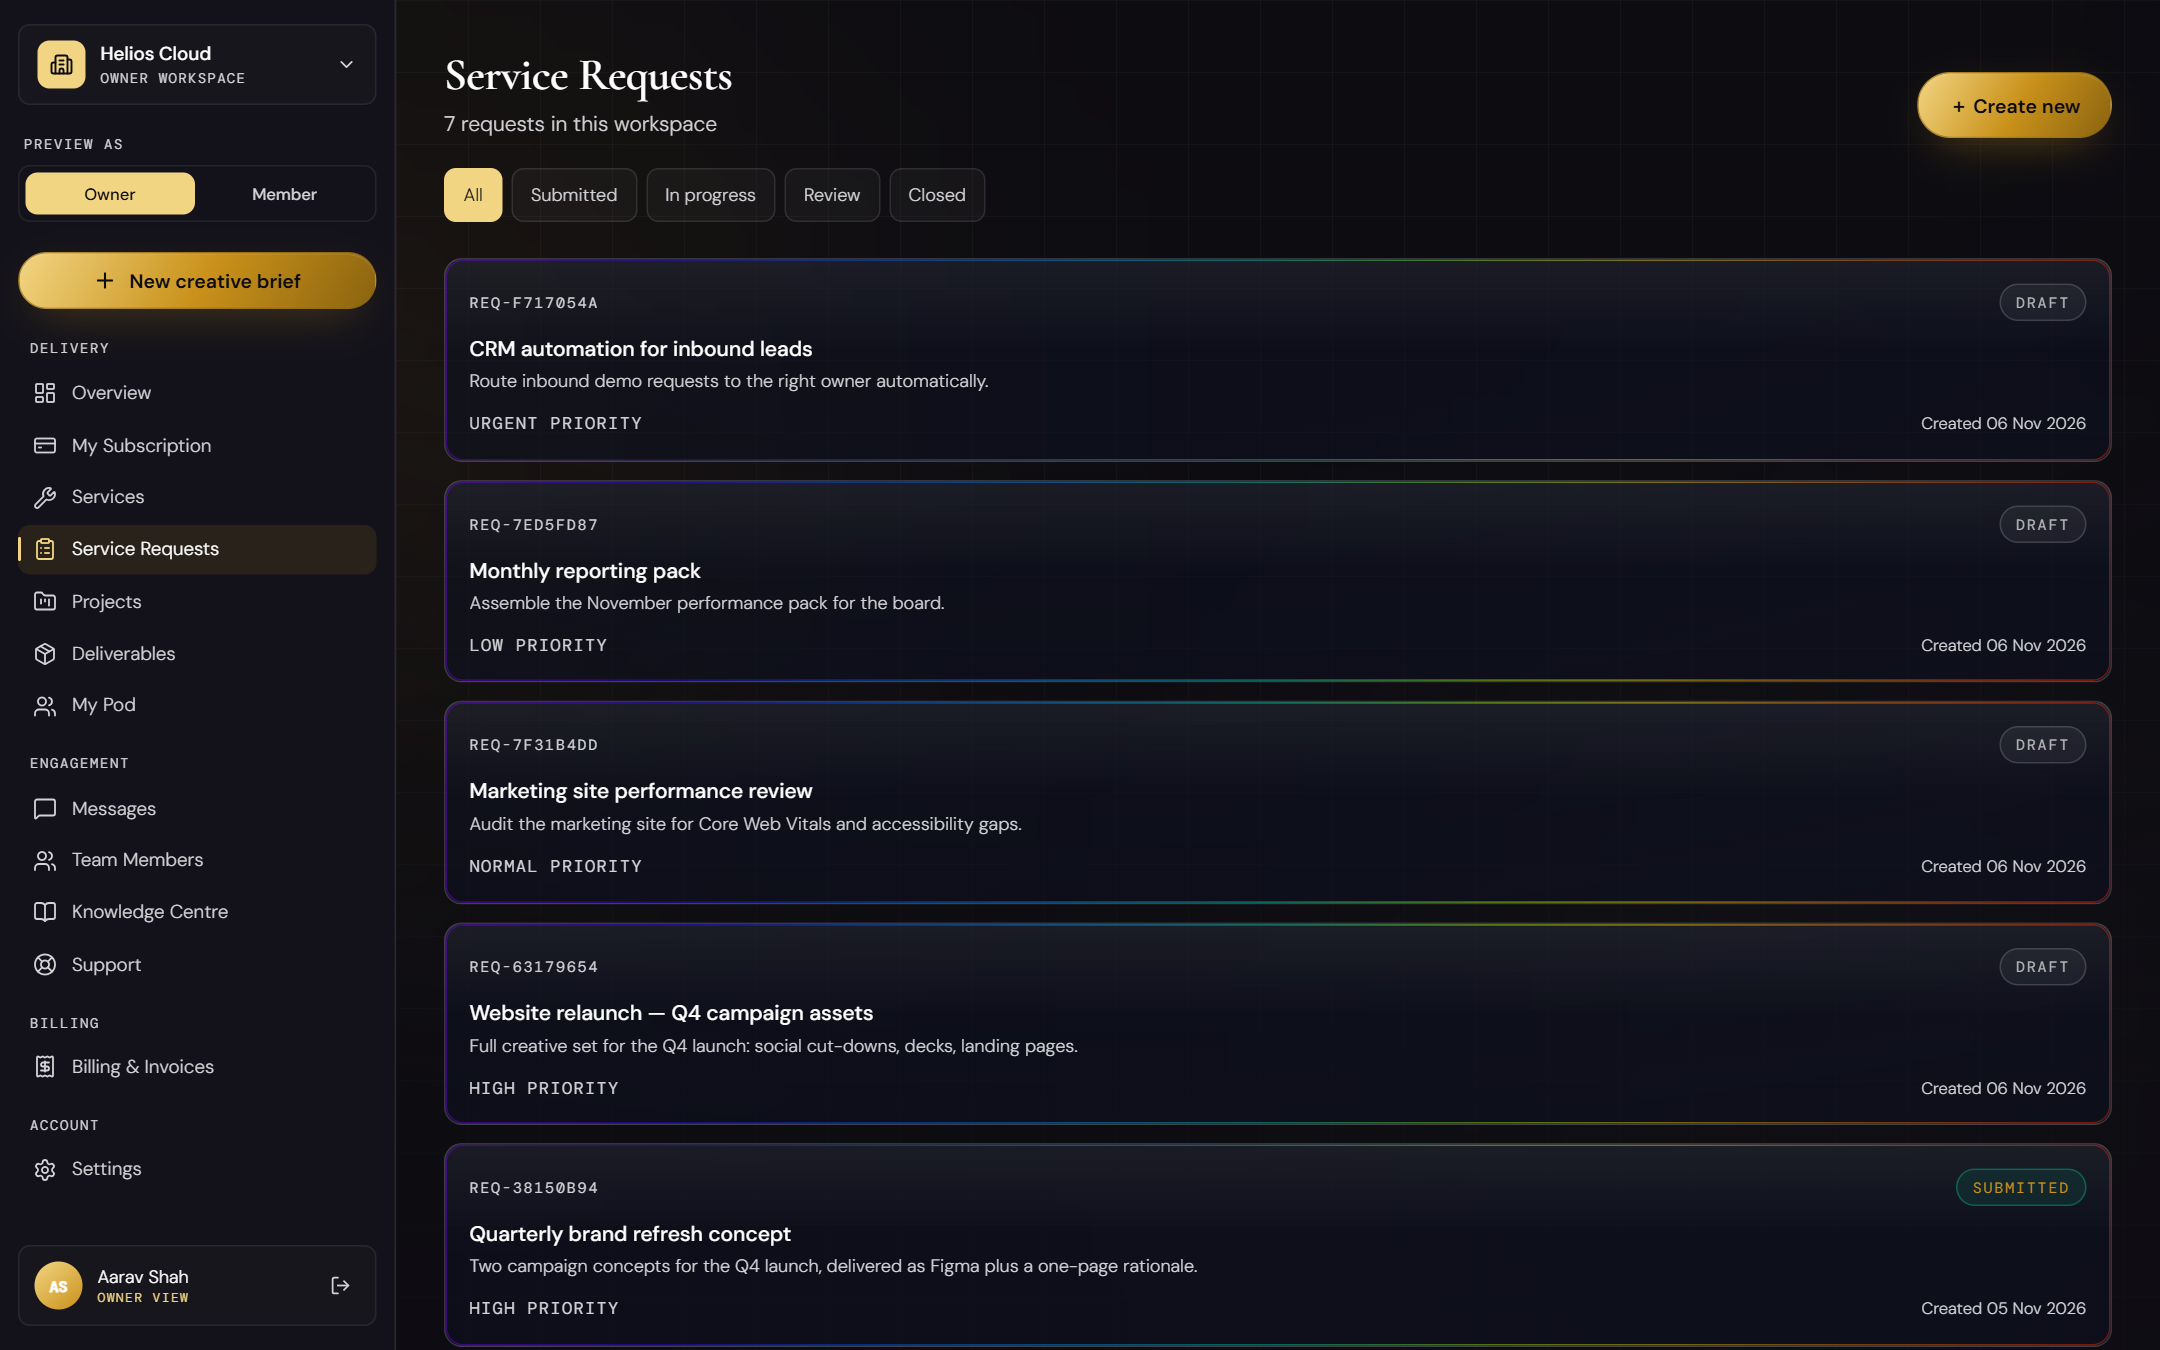 Helios Cloud
OWNER WORKSPACE
PREVIEW AS
Owner
Member
+ New creative brief
DELIVERY
Overview
My Subscription
Services
Service Requests
Projects
Deliverables
My Pod
ENGAGEMENT
Messages
Team Members
Knowledge Centre
Support
BILLING
Billing & Invoices
ACCOUNT
Settings
AS
Aarav Shah
OWNER VIEW
Service Requests
7 requests in this workspace
+ Create new
All
Submitted
In progress
Review
Closed
REQ-F717054A
DRAFT
CRM automation for inbound leads
Route inbound demo requests to the right owner automatically.
URGENT PRIORITY
Created 06 Nov 2026
REQ-7ED5FD87
DRAFT
Monthly reporting pack
Assemble the November performance pack for the board.
LOW PRIORITY
Created 06 Nov 2026
REQ-7F31B4DD
DRAFT
Marketing site performance review
Audit the marketing site for Core Web Vitals and accessibility gaps.
NORMAL PRIORITY
Created 06 Nov 2026
REQ-63179654
DRAFT
Website relaunch — Q4 campaign assets
Full creative set for the Q4 launch: social cut-downs, decks, landing pages.
HIGH PRIORITY
Created 06 Nov 2026
REQ-38150B94
SUBMITTED
Quarterly brand refresh concept
Two campaign concepts for the Q4 launch, delivered as Figma plus a one-page rationale.
HIGH PRIORITY
Created 05 Nov 2026